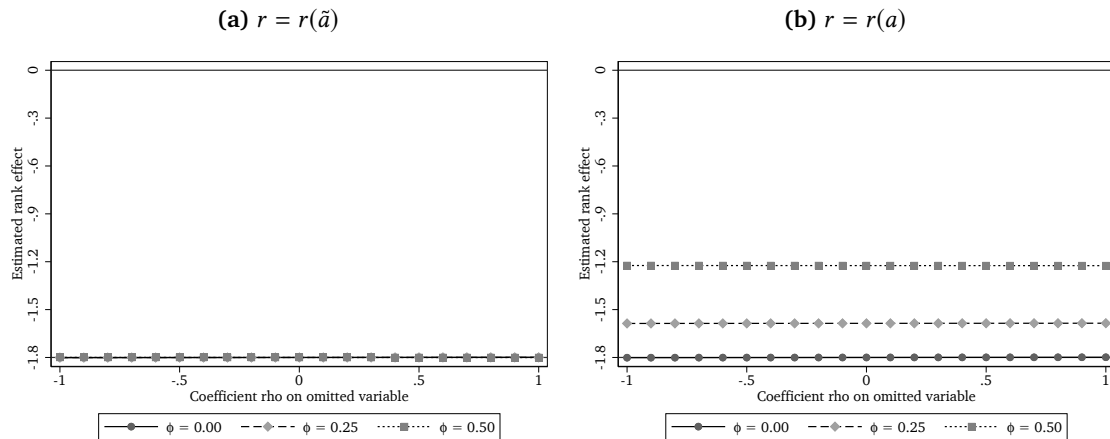 (a) r = r(ã)
Estimated rank effect
0
-.3
-.6
-.9
-1.2
-1.5
-1.8
-1 -.5 0 .5 1
Coefficient rho on omitted variable
ϕ = 0.00 ϕ = 0.25 ϕ = 0.50
(b) r = r(a)
Estimated rank effect
0
-.3
-.6
-.9
-1.2
-1.5
-1.8
-1 -.5 0 .5 1
Coefficient rho on omitted variable
ϕ = 0.00 ϕ = 0.25 ϕ = 0.50